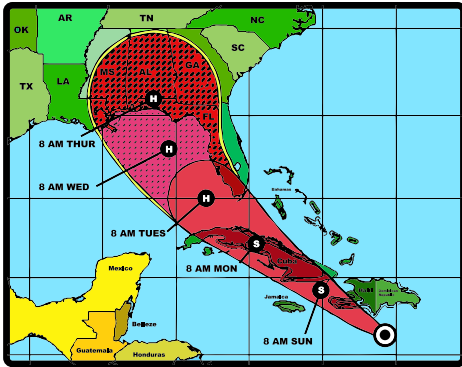 TN
NC
OK
AR
SC
GA
MS
AL
TX
LA
H
FL
8 AM THUR
H
8 AM WED
Bahamas
H
8 AM TUES
S
Cuba
Mexico
8 AM MON
S
Haiti
Jamaica
Belize
8 AM SUN
Guatemala
Honduras